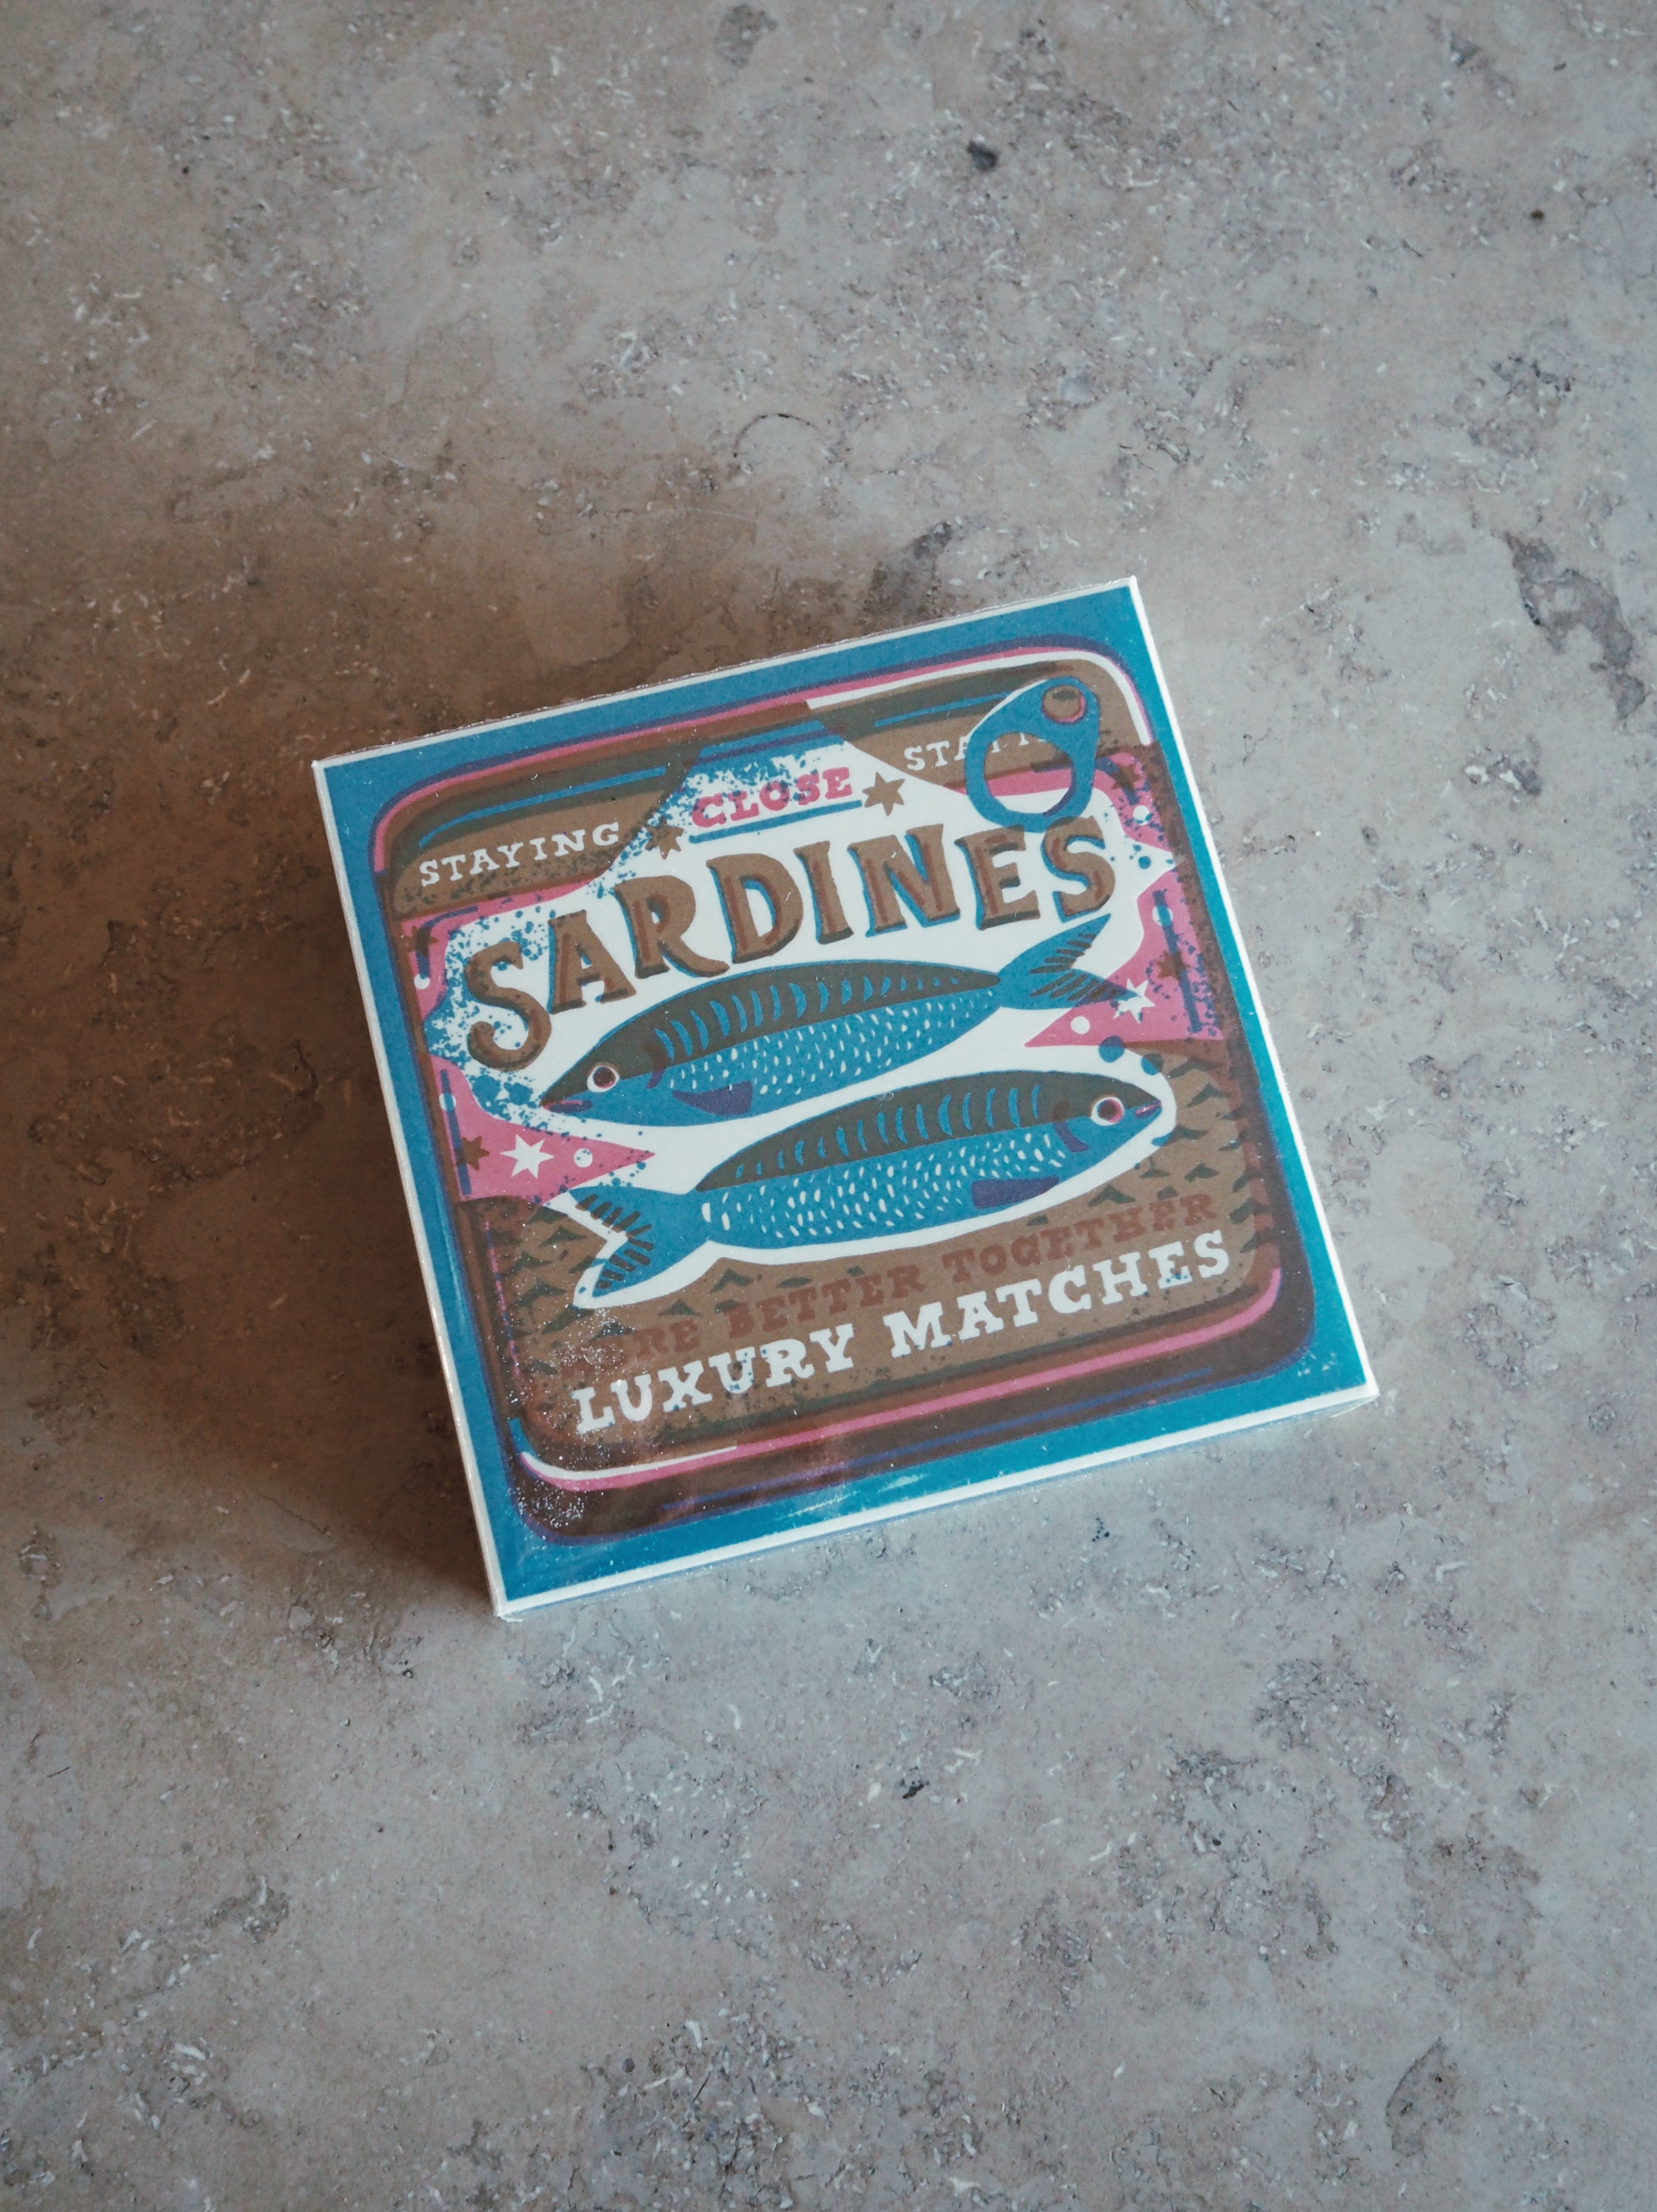 STAYING CLOSE
SARDINES
BETTER TOGETHER
LUXURY MATCHES